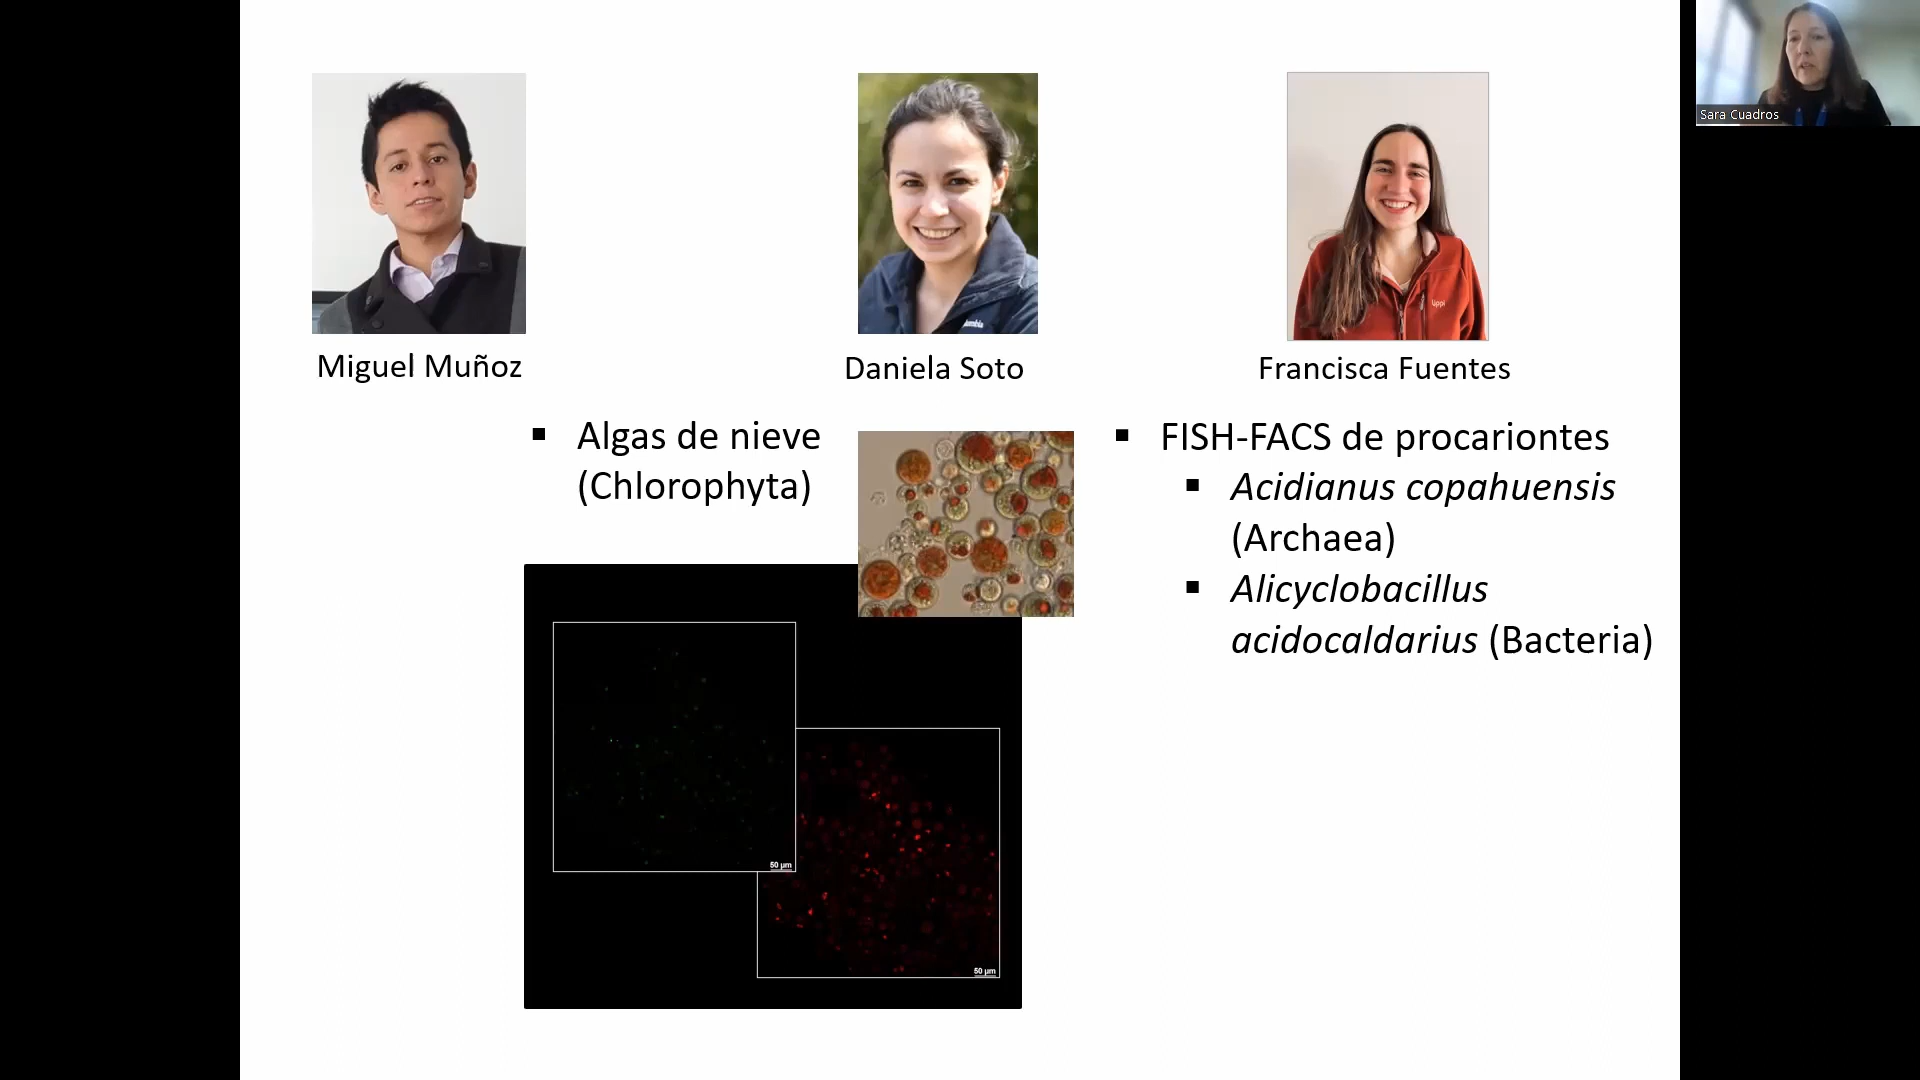 Sara Cuadros
Miguel Muñoz
Daniela Soto
Francisca Fuentes
▪ Algas de nieve
(Chlorophyta)
▪ FISH-FACS de procariontes
▪ Acidianus copahuensis
(Archaea)
▪ Alicyclobacillus
acidocaldarius (Bacteria)
50 µm
50 µm
lippi